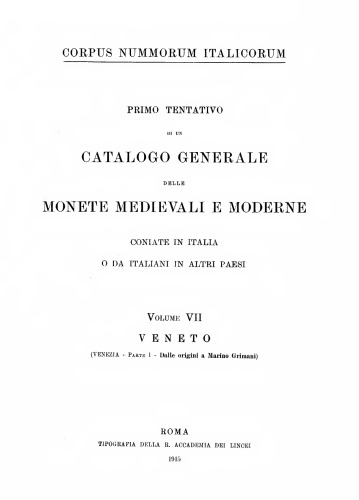 CORPUS NUMMORUM ITALICORUM
PRIMO TENTATIVO
DI UN
CATALOGO GENERALE
DELLE
MONETE MEDIEVALI E MODERNE
CONIATE IN ITALIA
O DA ITALIANI IN ALTRI PAESI
VOLUME VII
VENETO
(VENEZIA - PARTE 1 - Dalle origini a Marino Grimani)
ROMA
TIPOGRAFIA DELLA R. ACCADEMIA DEI LINCEI
1915